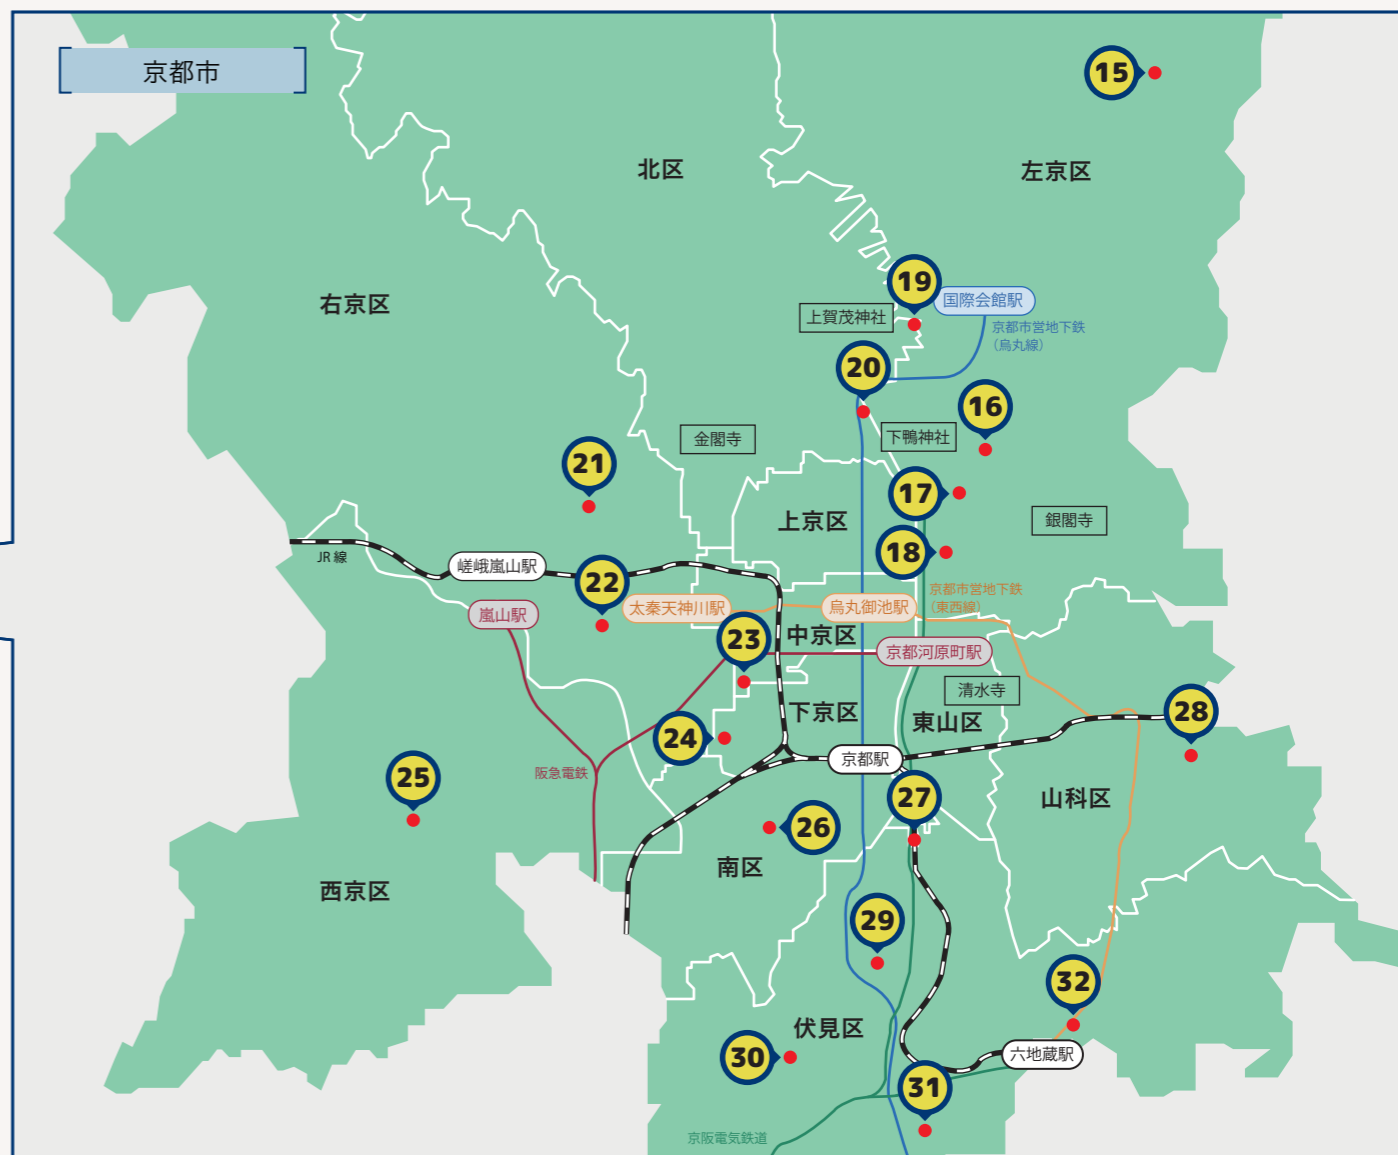 京都市
15
北区
左京区
19
国際会館駅
右京区
上賀茂神社
京都市営地下鉄
（烏丸線）
20
16
金閣寺
下鴨神社
21
17
上京区
銀閣寺
18
JR 線
嵯峨嵐山駅
22
京都市営地下鉄
（東西線）
嵐山駅
太秦天神川駅
烏丸御池駅
23
中京区
京都河原町駅
清水寺
下京区
東山区
28
24
京都駅
阪急電鉄
25
27
山科区
26
南区
西京区
29
32
伏見区
30
六地蔵駅
31
京阪電気鉄道